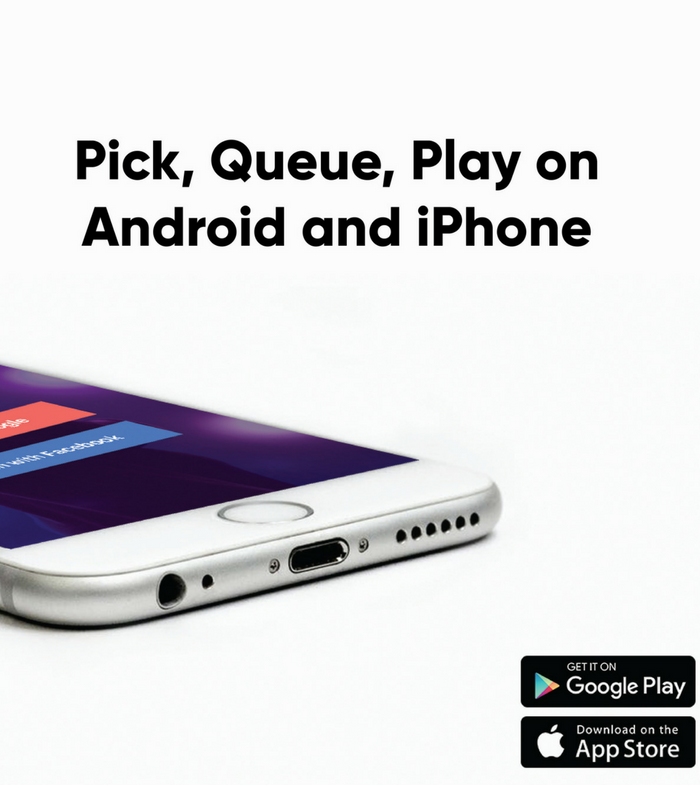 Pick, Queue, Play on
Android and iPhone
with Facebook
GET IT ON
Google Play
Download on the
App Store